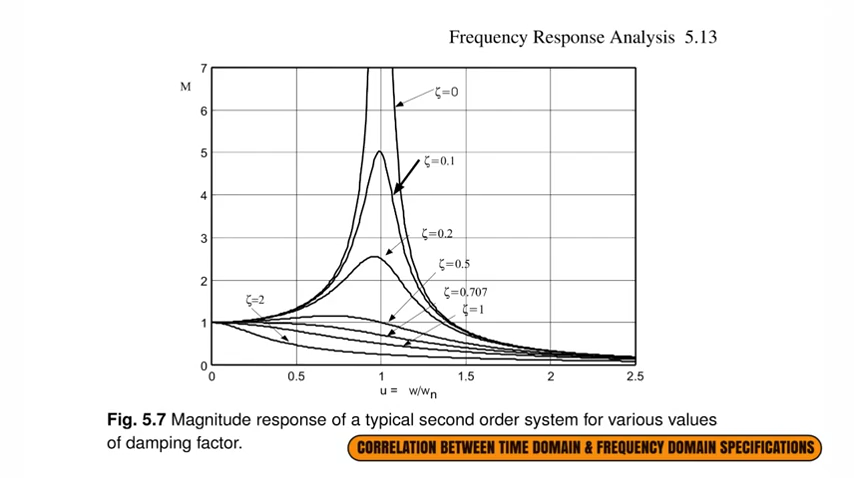 Frequency Response Analysis 5.13
M
7
6
5
4
3
2
1
0
ζ=0
ζ=0.1
ζ=0.2
ζ=0.5
ζ=0.707
ζ=1
ζ=2
0 0.5 1 1.5 2 2.5
u = w/wn
Fig. 5.7 Magnitude response of a typical second order system for various values
of damping factor.
CORRELATION BETWEEN TIME DOMAIN & FREQUENCY DOMAIN SPECIFICATIONS